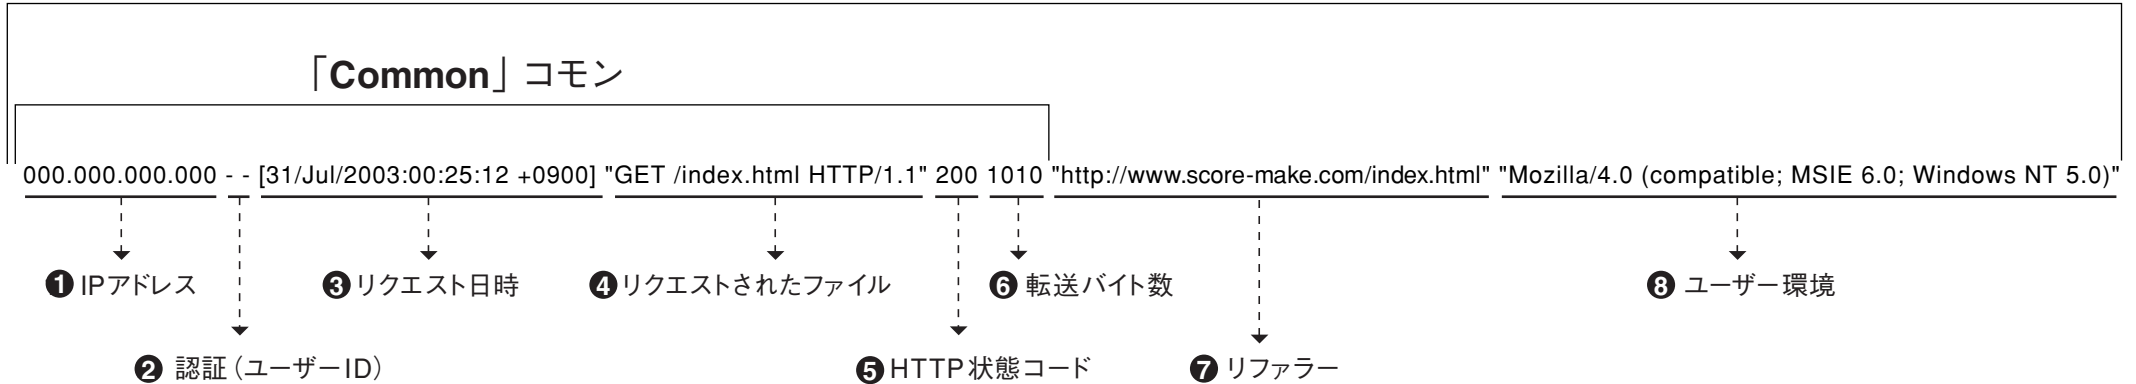 「Common」コモン
000.000.000.000 - - [31/Jul/2003:00:25:12 +0900] "GET /index.html HTTP/1.1" 200 1010 "http://www.score-make.com/index.html" "Mozilla/4.0 (compatible; MSIE 6.0; Windows NT 5.0)"
❶IPアドレス ❸リクエスト日時 ❹リクエストされたファイル ❻転送バイト数 ❽ユーザー環境
❷認証(ユーザーID) ❺HTTP状態コード ❼リファラー